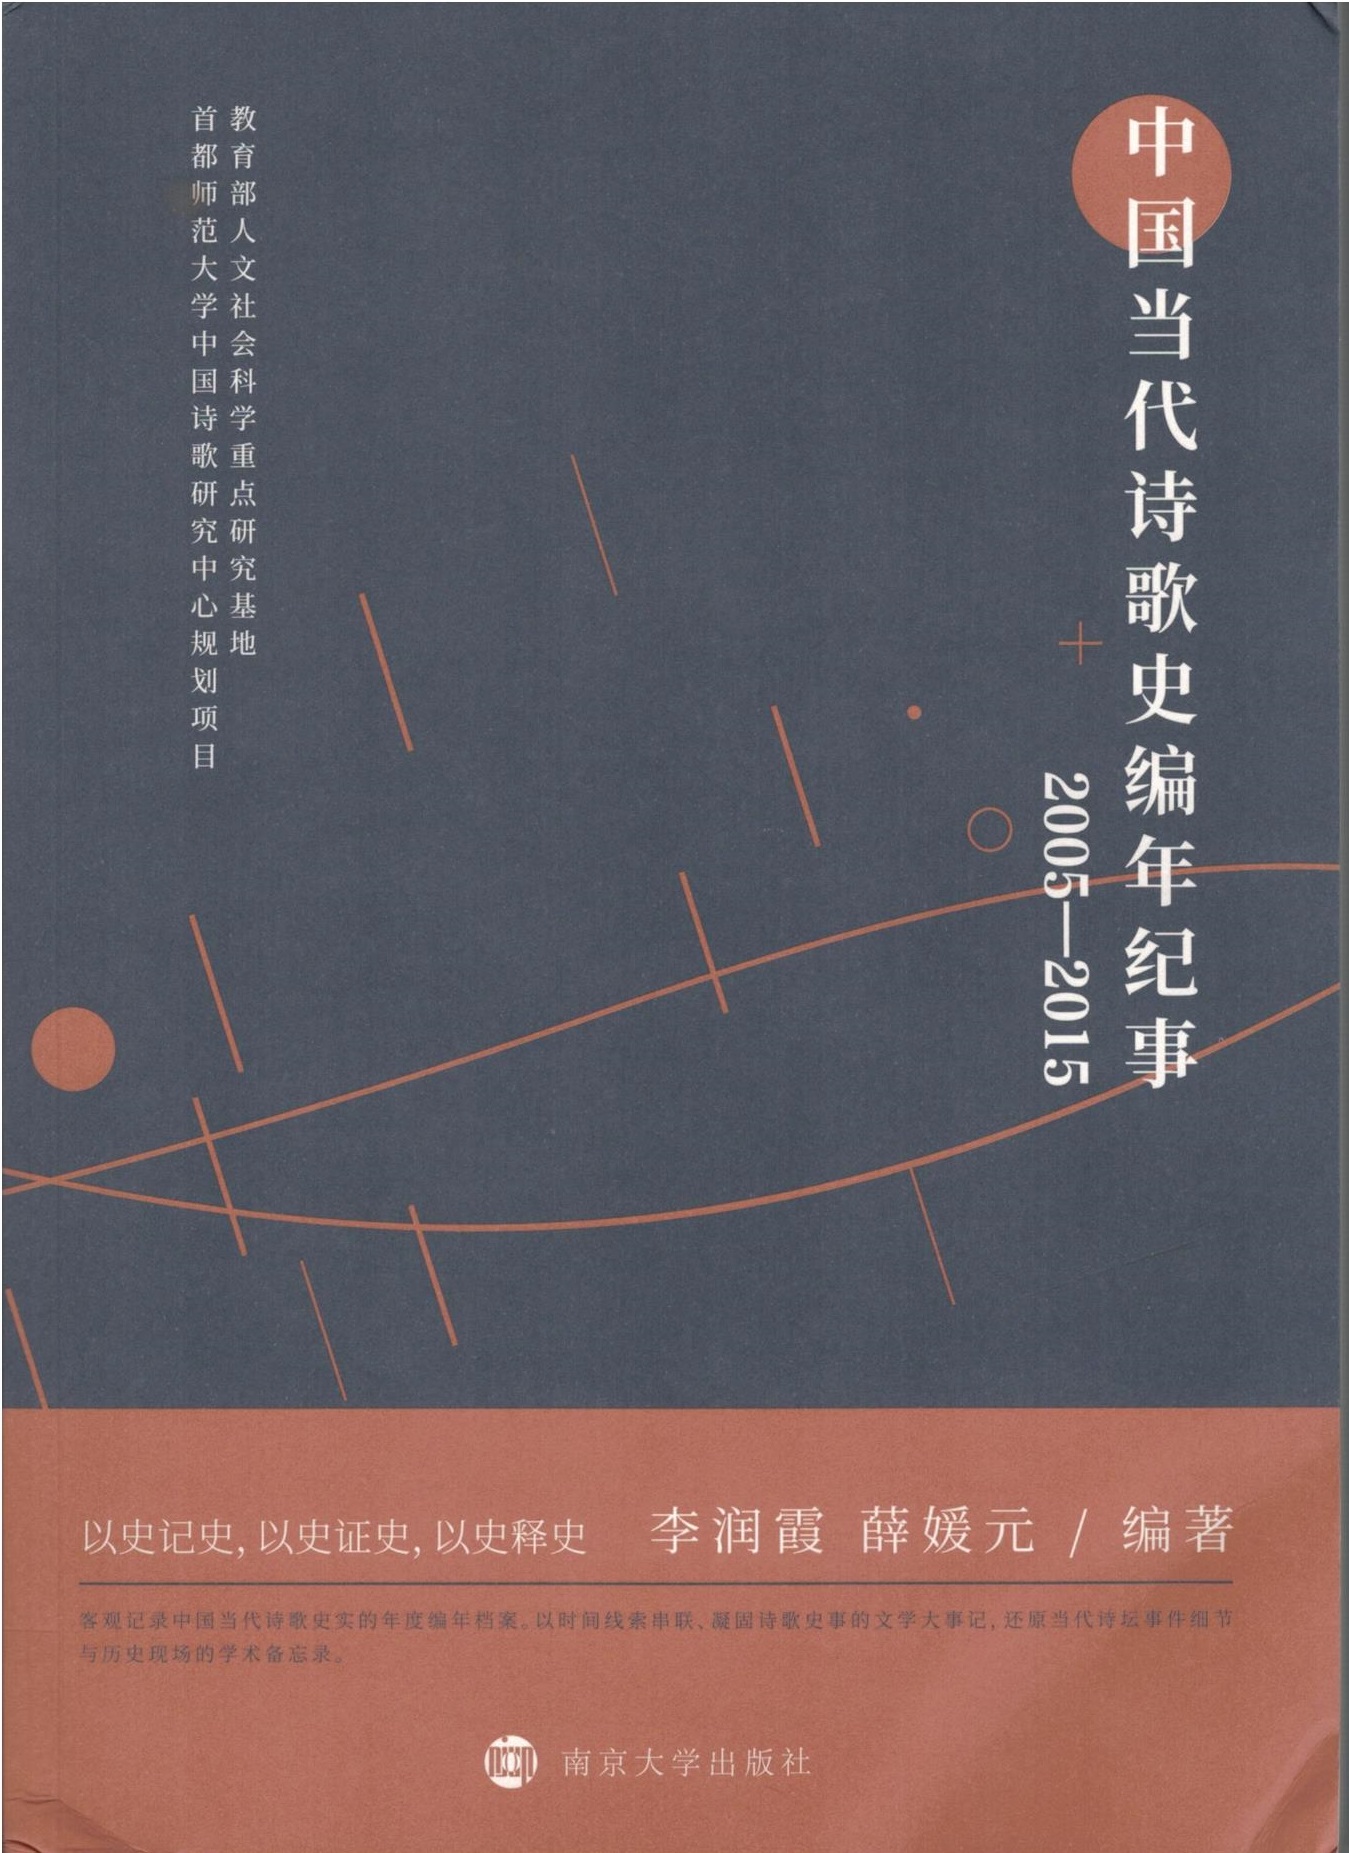 中国当代诗歌史编年纪事
2005—2015
教育部人文社会科学重点研究基地
首都师范大学中国诗歌研究中心规划项目
以史记史,以史证史,以史释史
李润霞 薛媛元 / 编著
客观记录中国当代诗歌史实的年度编年档案。以时间线索串联、凝固诗歌史事的文学大事记,还原当代诗坛事件细节
与历史现场的学术备忘录。
南京大学出版社